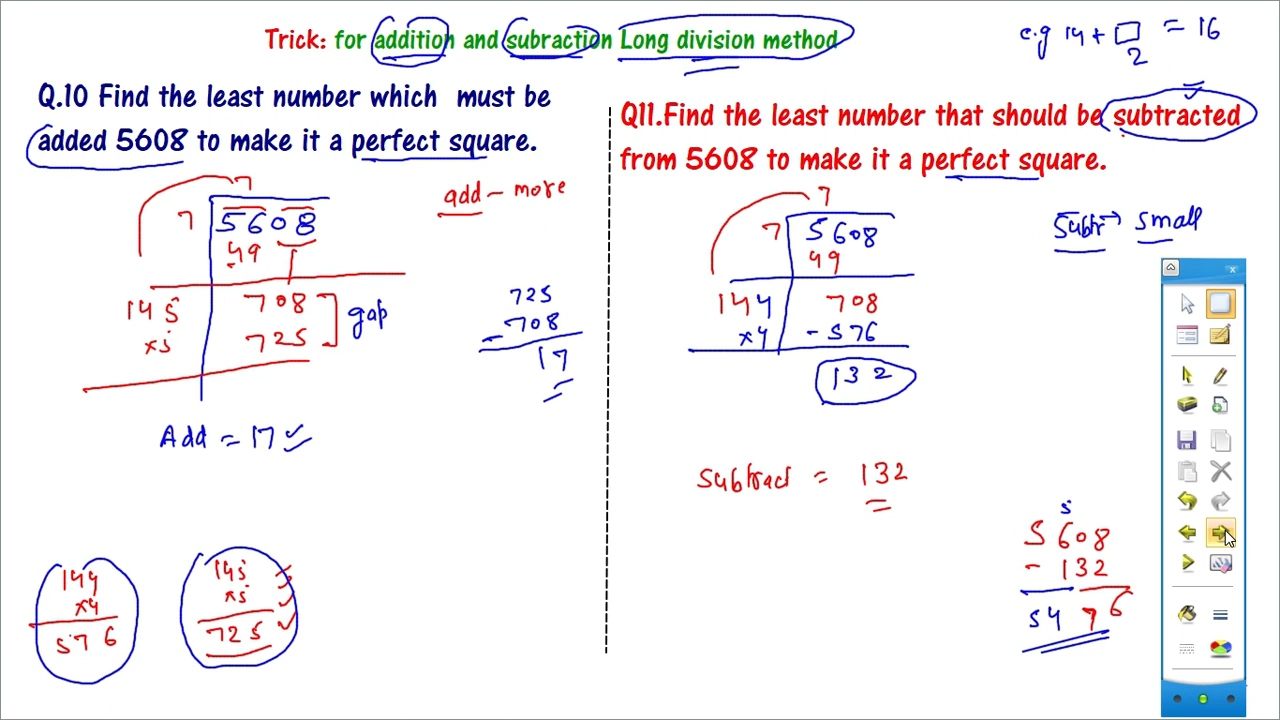 Trick: for addition and subraction Long division method
e.g 14 + □ = 16
2
Q.10 Find the least number which must be
added 5608 to make it a perfect square.
7
7 5608
49
145 708
x5 725
gap
add - more
725
- 708
17
Add = 17
144
x4
576
145
x5
725
Q11.Find the least number that should be subtracted
from 5608 to make it a perfect square.
Subtr → small
7
7 5608
49
144 708
x4 - 576
132
subtract = 132
5
5608
- 132
5476